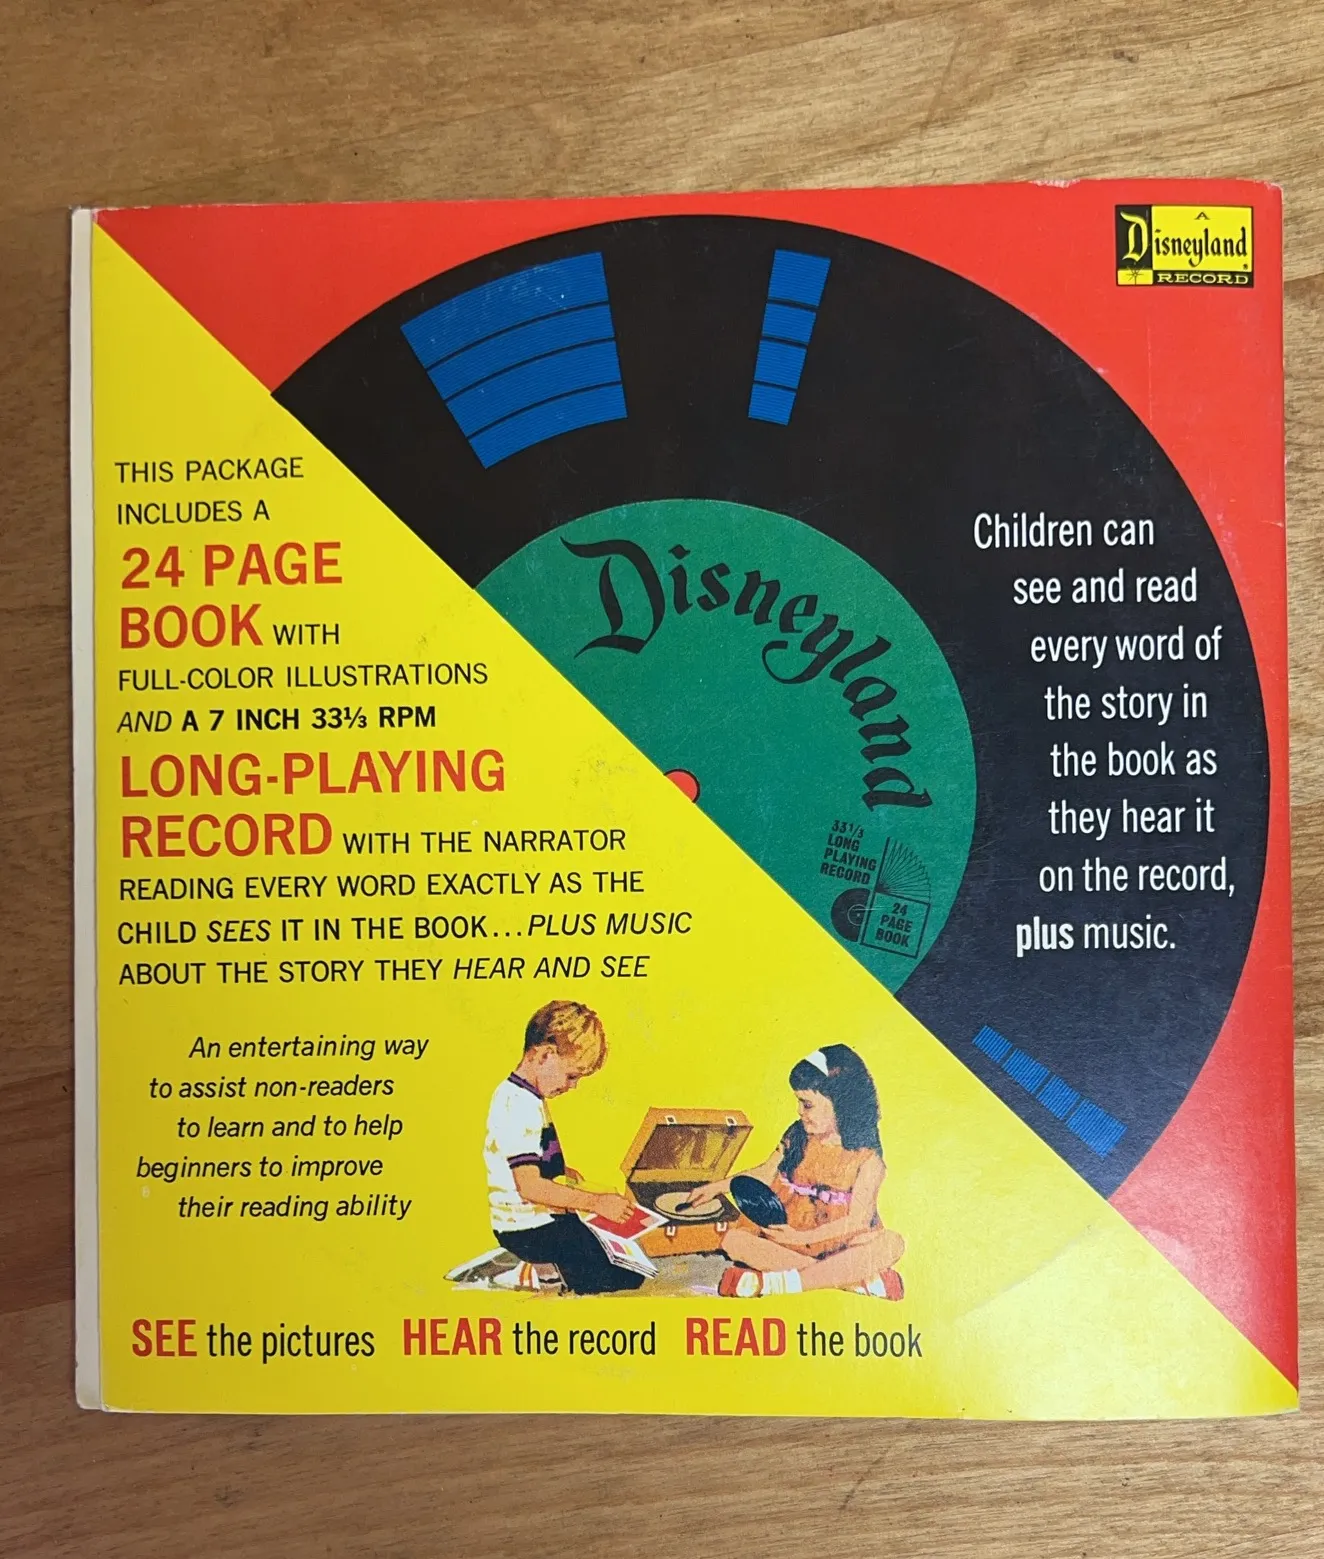 A
Disneyland
RECORD
THIS PACKAGE
INCLUDES A
24 PAGE
BOOK WITH
FULL-COLOR ILLUSTRATIONS
AND A 7 INCH 33⅓ RPM
LONG-PLAYING
RECORD WITH THE NARRATOR
READING EVERY WORD EXACTLY AS THE
CHILD SEES IT IN THE BOOK...PLUS MUSIC
ABOUT THE STORY THEY HEAR AND SEE
An entertaining way
to assist non-readers
to learn and to help
beginners to improve
their reading ability
SEE the pictures HEAR the record READ the book
Disneyland
33 1/3
LONG
PLAYING
RECORD
24
PAGE
BOOK
Children can
see and read
every word of
the story in
the book as
they hear it
on the record,
plus music.